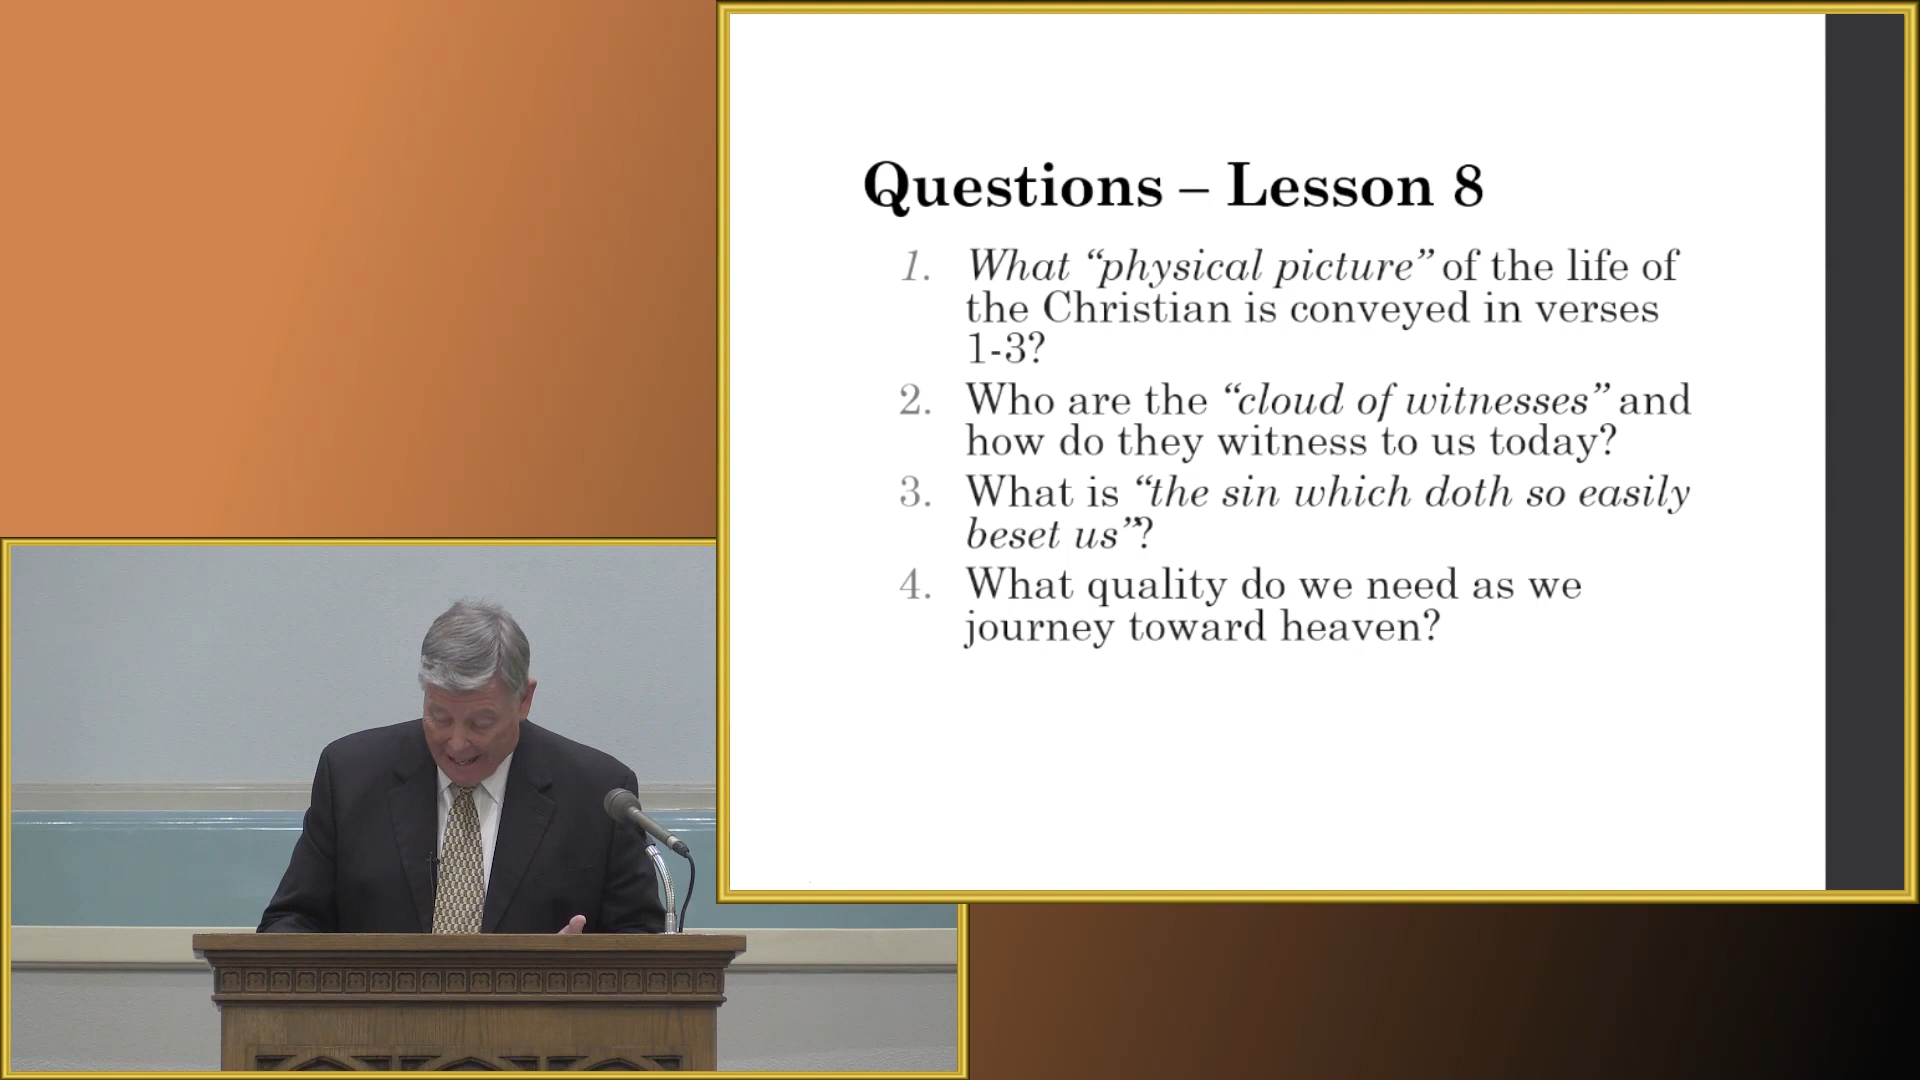 Questions – Lesson 8
1. What “physical picture” of the life of
the Christian is conveyed in verses
1-3?
2. Who are the “cloud of witnesses” and
how do they witness to us today?
3. What is “the sin which doth so easily
beset us”?
4. What quality do we need as we
journey toward heaven?